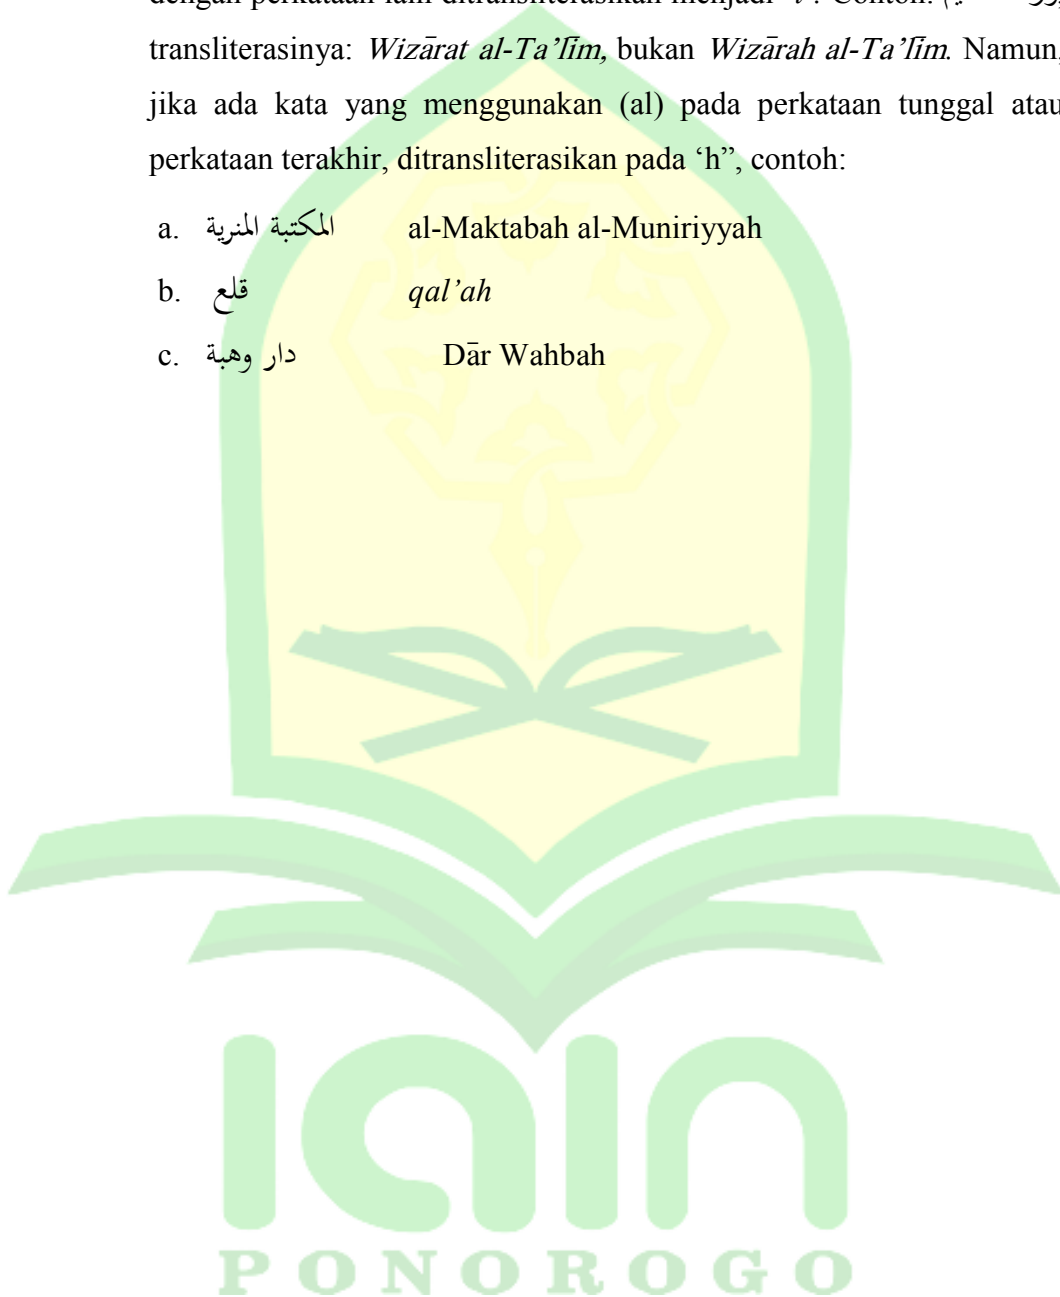 transliterasinya: Wizārat al-Ta’līm, bukan Wizārah al-Ta’līm. Namun,
jika ada kata yang menggunakan (al) pada perkataan tunggal atau
perkataan terakhir, ditransliterasikan pada ‘h”, contoh:
a. المكتبة المنرية al-Maktabah al-Muniriyyah
b. قلع qal’ah
c. دار وهبة Dār Wahbah
IAIN
PONOROGO